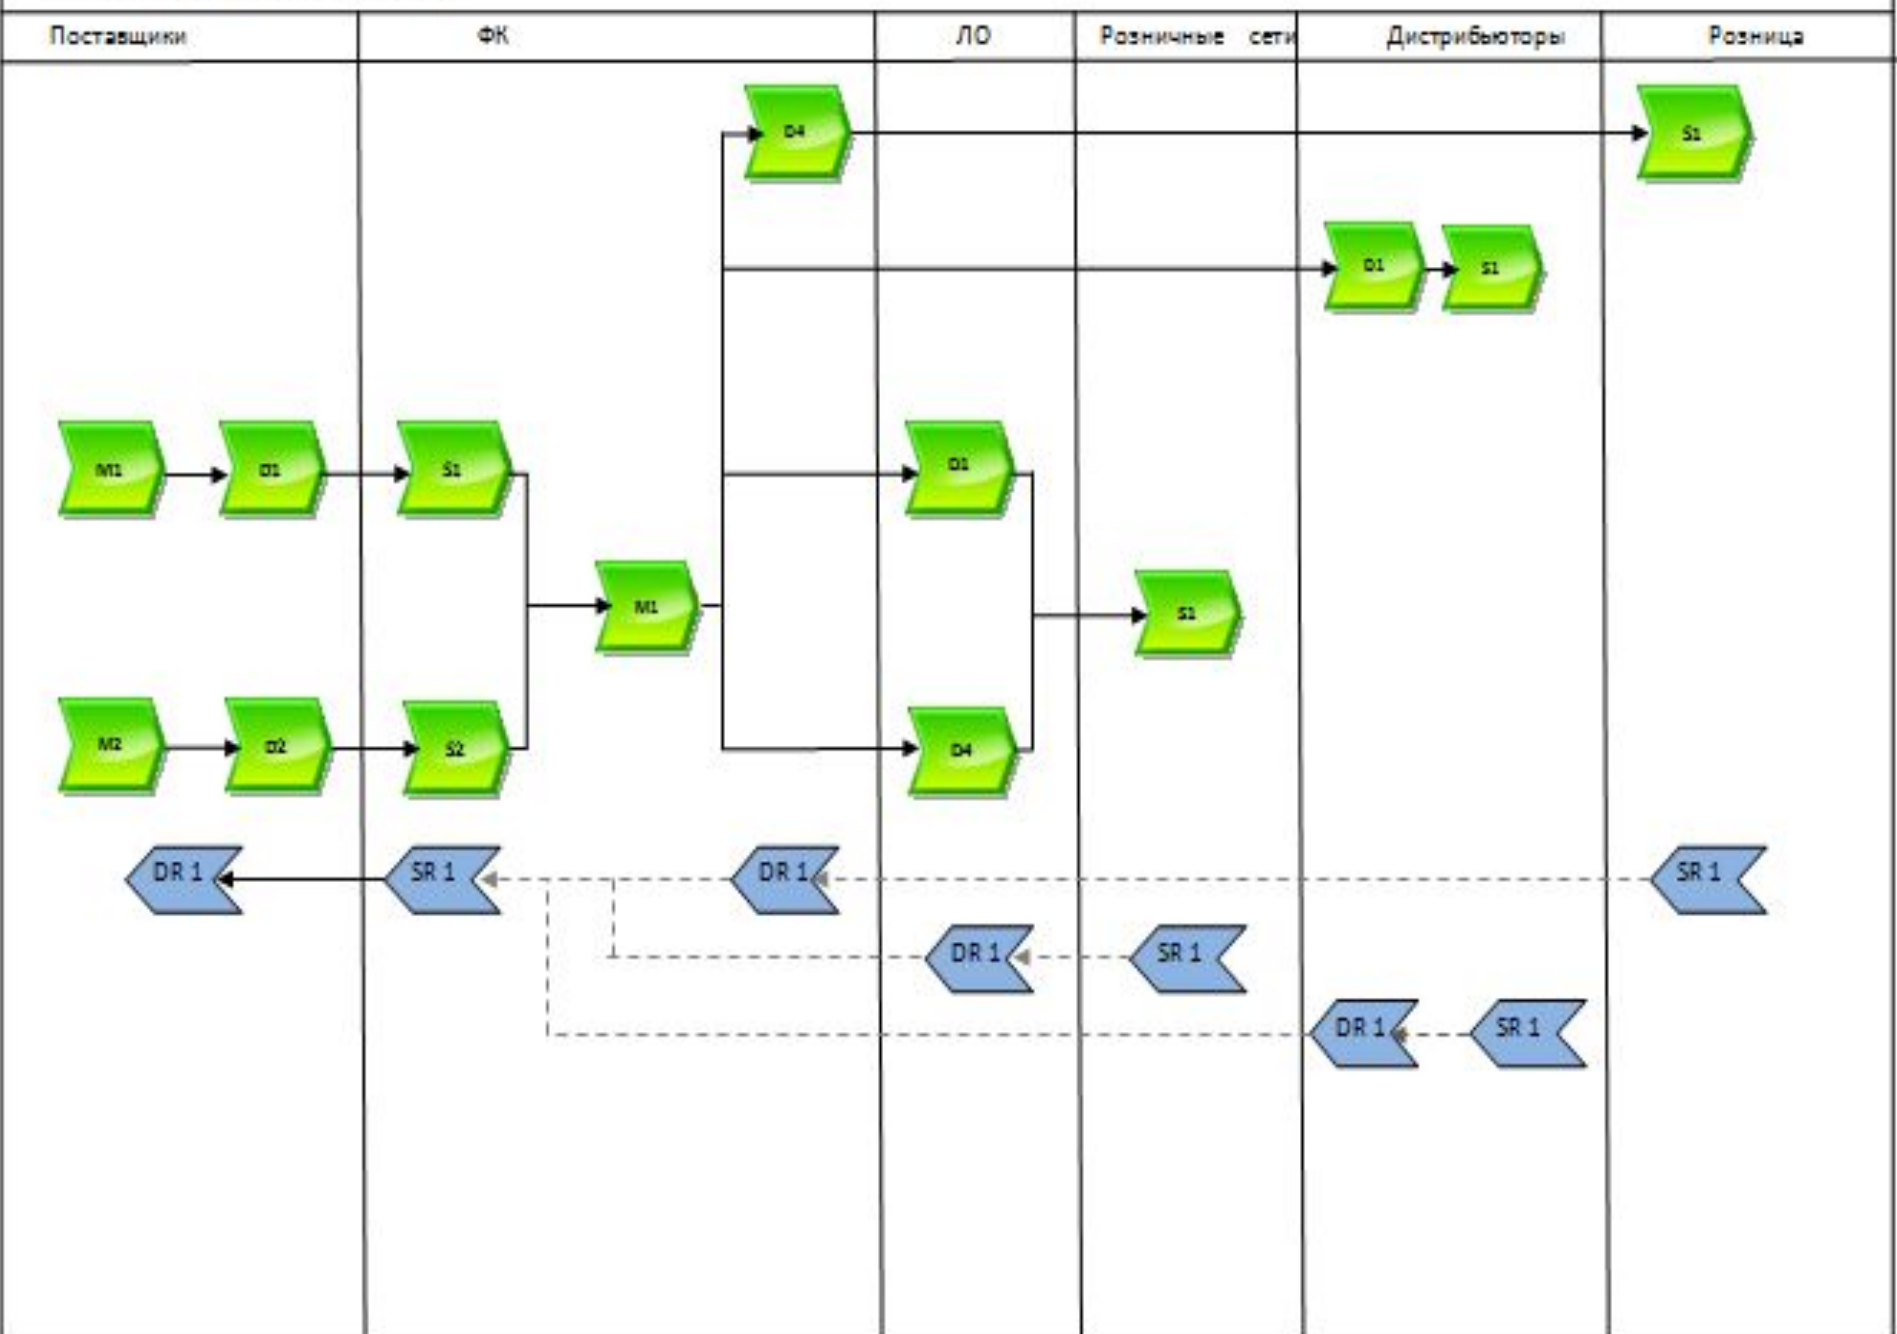 Поставщики ФК ЛО Розничные сети Дистрибьюторы Розница
D4 S1
D1 S1
M1 D1 S1 D1
M1 S1
M2 D2 S2 D4
DR 1 SR 1 DR 1 SR 1
DR 1 SR 1
DR 1 SR 1